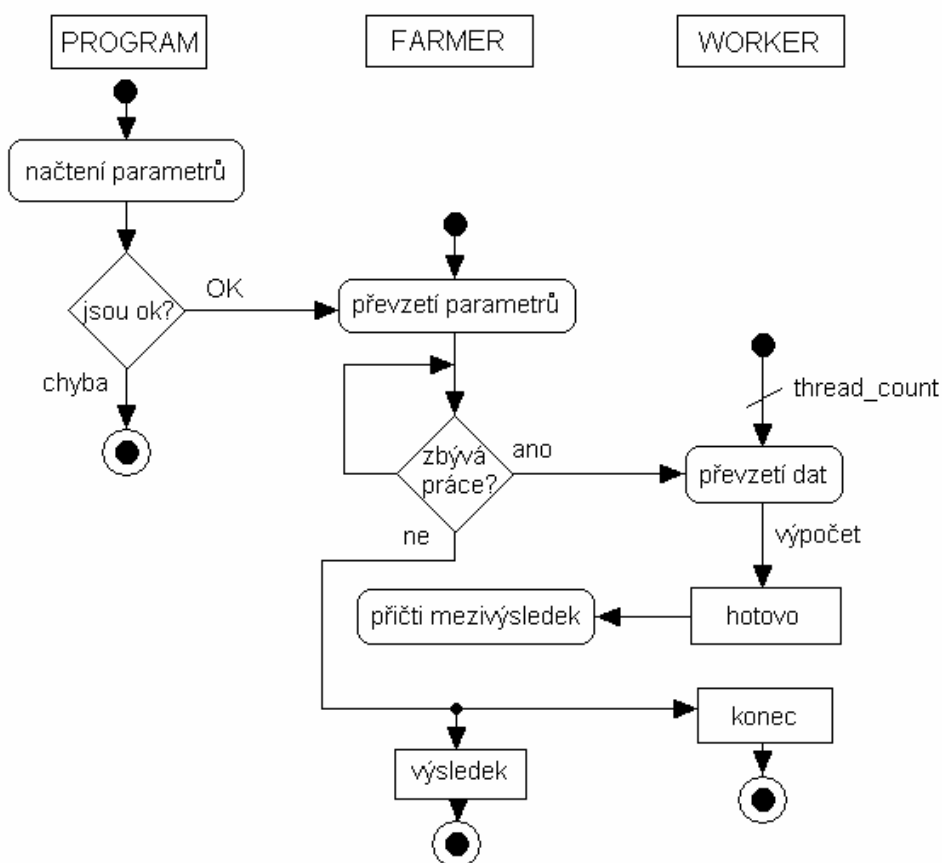 PROGRAM
FARMER
WORKER
načtení parametrů
jsou ok?
OK
převzetí parametrů
chyba
thread_count
zbývá
práce?
ano
převzetí dat
ne
výpočet
přičti mezivýsledek
hotovo
konec
výsledek